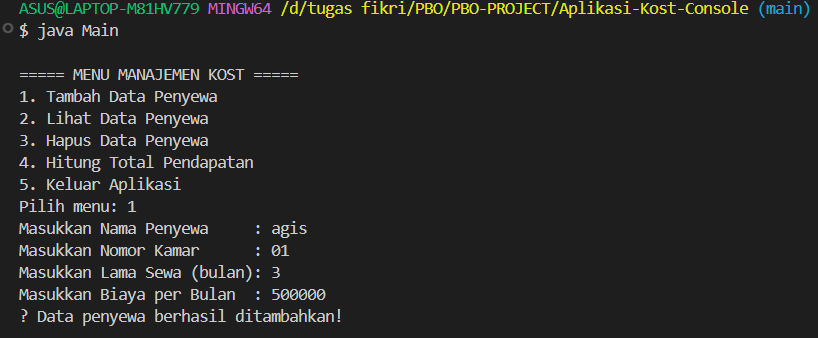 ASUS@LAPTOP-M81HV779 MINGW64 /d/tugas fikri/PBO/PBO-PROJECT/Aplikasi-Kost-Console (main)
$ java Main
===== MENU MANAJEMEN KOST =====
1. Tambah Data Penyewa
2. Lihat Data Penyewa
3. Hapus Data Penyewa
4. Hitung Total Pendapatan
5. Keluar Aplikasi
Pilih menu: 1
Masukkan Nama Penyewa     : agis
Masukkan Nomor Kamar      : 01
Masukkan Lama Sewa (bulan): 3
Masukkan Biaya per Bulan  : 500000
? Data penyewa berhasil ditambahkan!